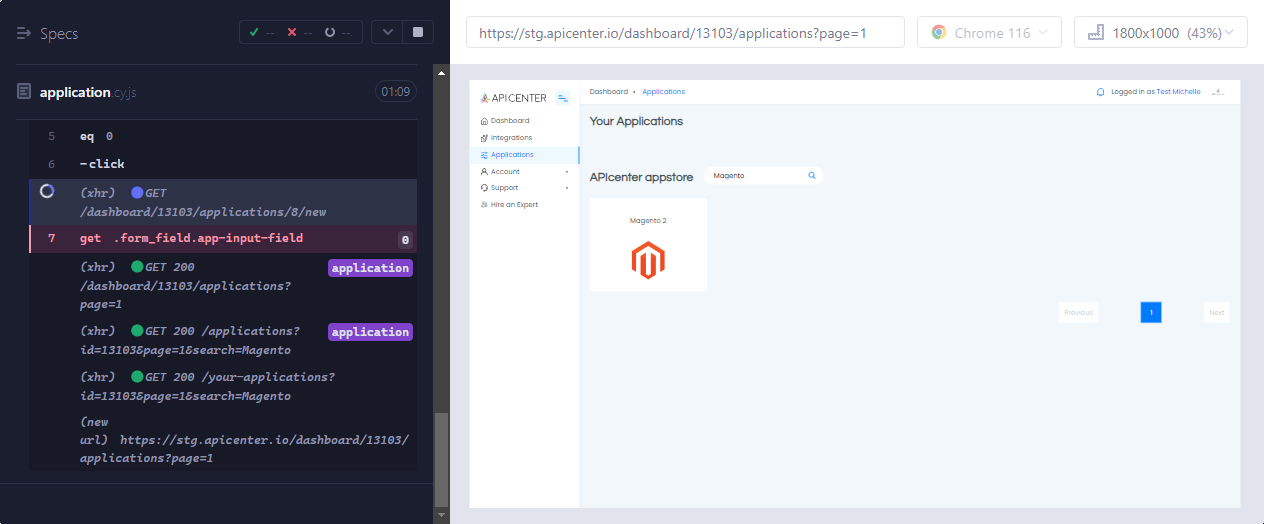 Specs
-- -- --
application.cy.js 01:09
5 eq 0
6 -click
(xhr) GET
/dashboard/13103/applications/8/new
7 get .form_field.app-input-field 0
(xhr) GET 200 application
/dashboard/13103/applications?
page=1
(xhr) GET 200 /applications? application
id=13103&page=1&search=Magento
(xhr) GET 200 /your-applications?
id=13103&page=1&search=Magento
(new
url) https://stg.apicenter.io/dashboard/13103/
applications?page=1
https://stg.apicenter.io/dashboard/13103/applications?page=1
Chrome 116
1800x1000 (43%)
APICENTER
Dashboard
Integrations
Applications
Account
Support
Hire an Expert
Dashboard • Applications
Logged in as Test Michelle
Your Applications
APIcenter appstore
Magento
Magento 2
Previous 1 Next